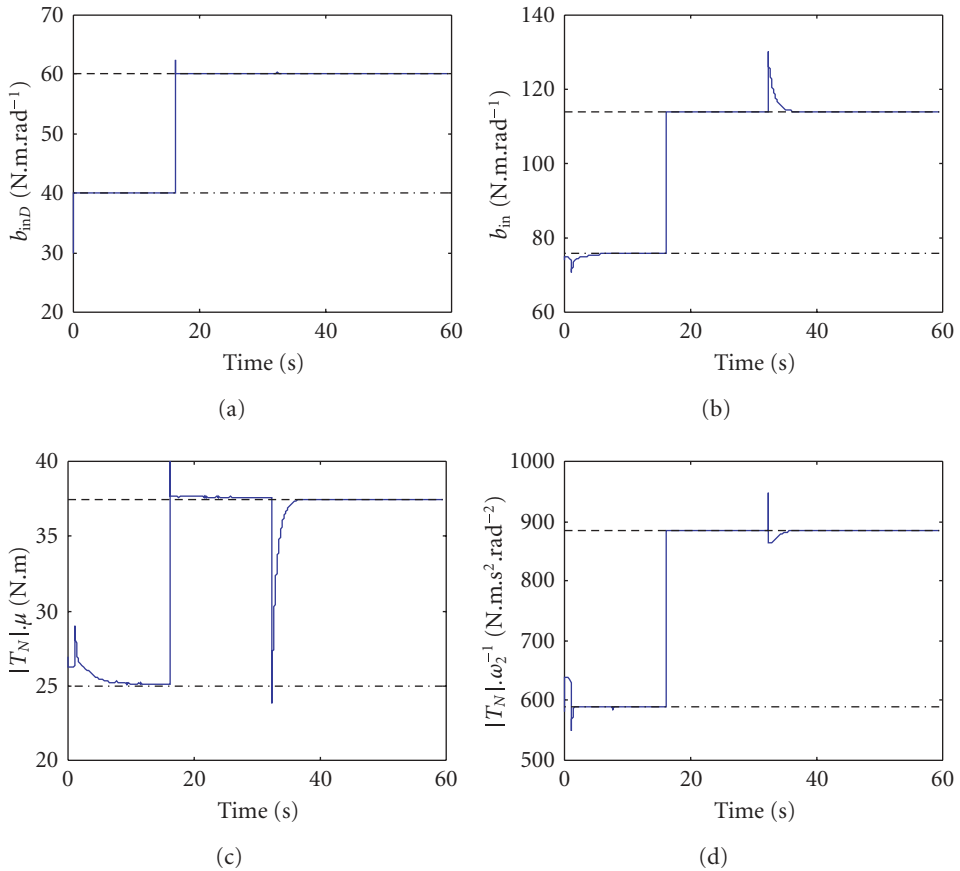 70
60
50
40
30
20
b_inD (N.m.rad⁻¹)
0 20 40 60
Time (s)
(a)
140
120
100
80
60
b_in (N.m.rad⁻¹)
0 20 40 60
Time (s)
(b)
40
35
30
25
20
|T_N|.μ (N.m)
0 20 40 60
Time (s)
(c)
1000
900
800
700
600
500
|T_N|.ω₂⁻¹ (N.m.s².rad⁻²)
0 20 40 60
Time (s)
(d)